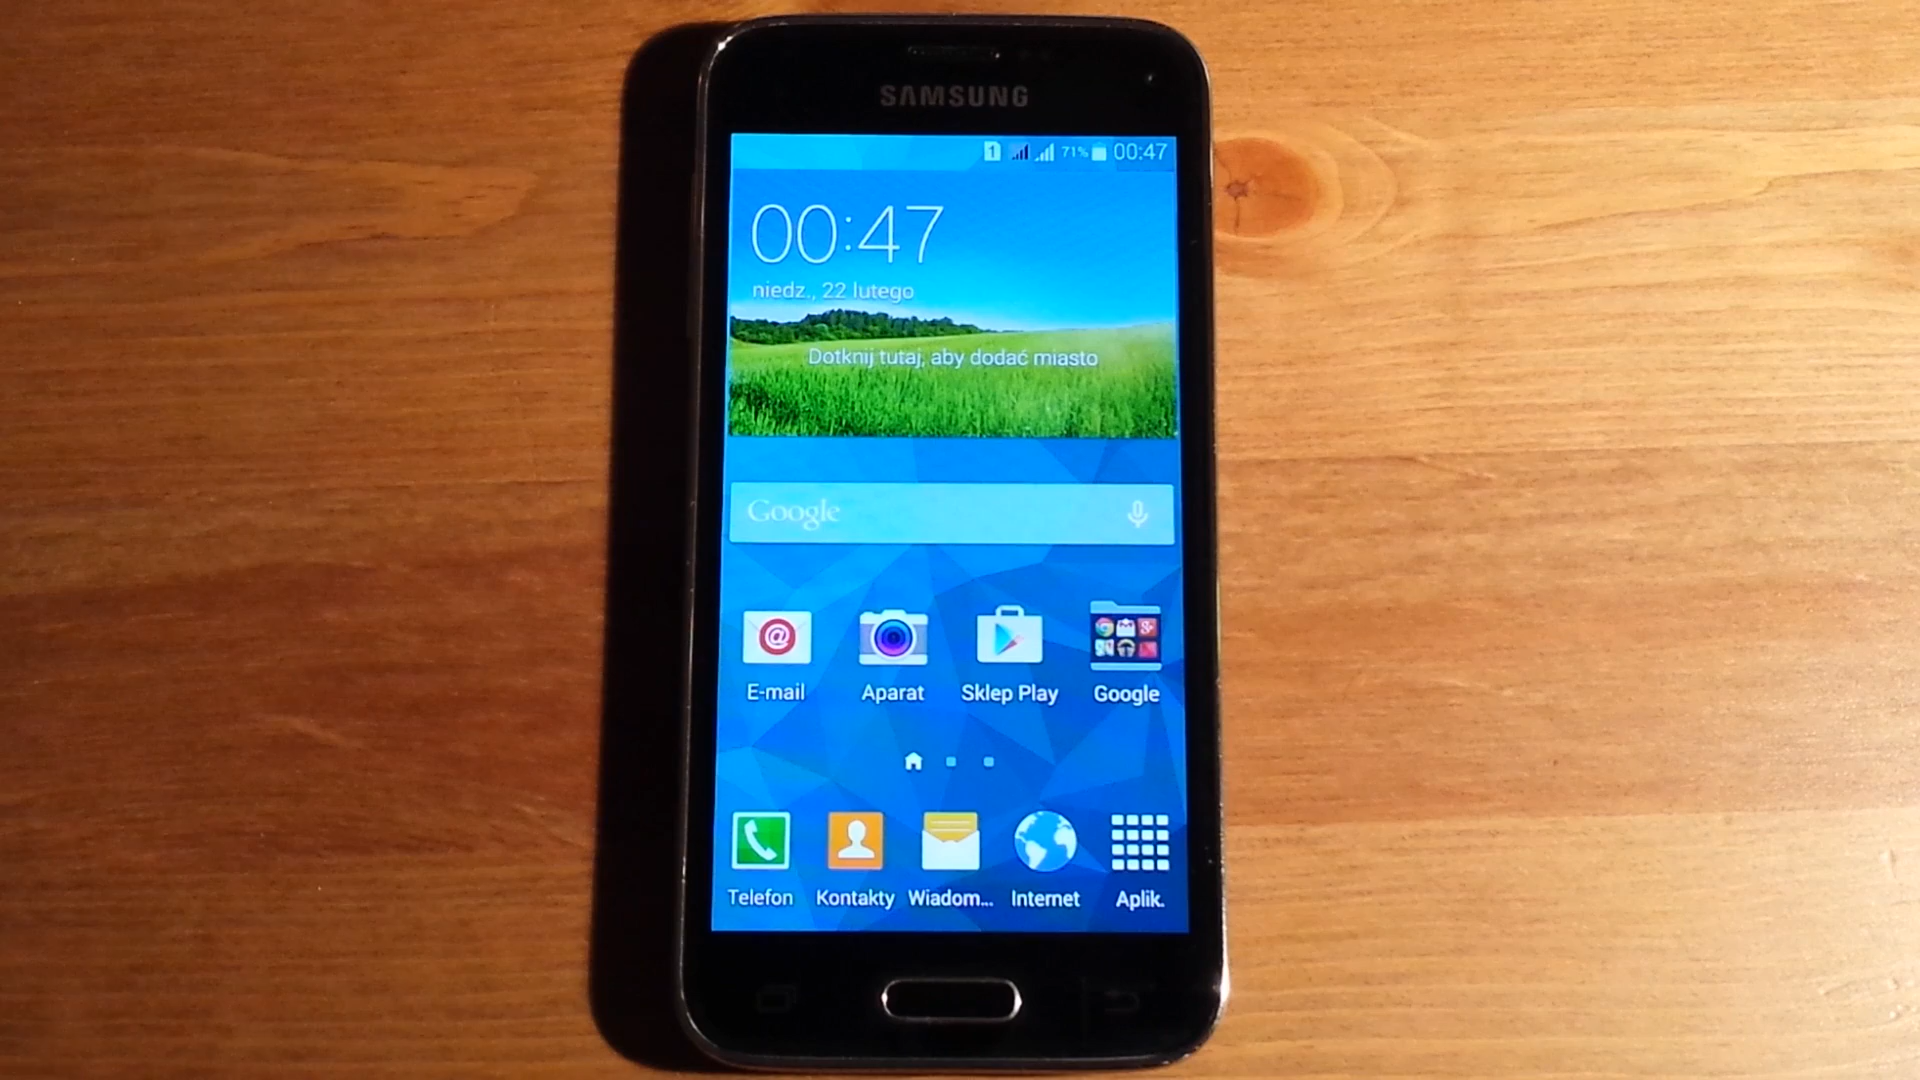 SAMSUNG
1 71% 00:47
00:47
niedz., 22 lutego
Dotknij tutaj, aby dodać miasto
Google
E-mail Aparat Sklep Play Google
Telefon Kontakty Wiadom... Internet Aplik.